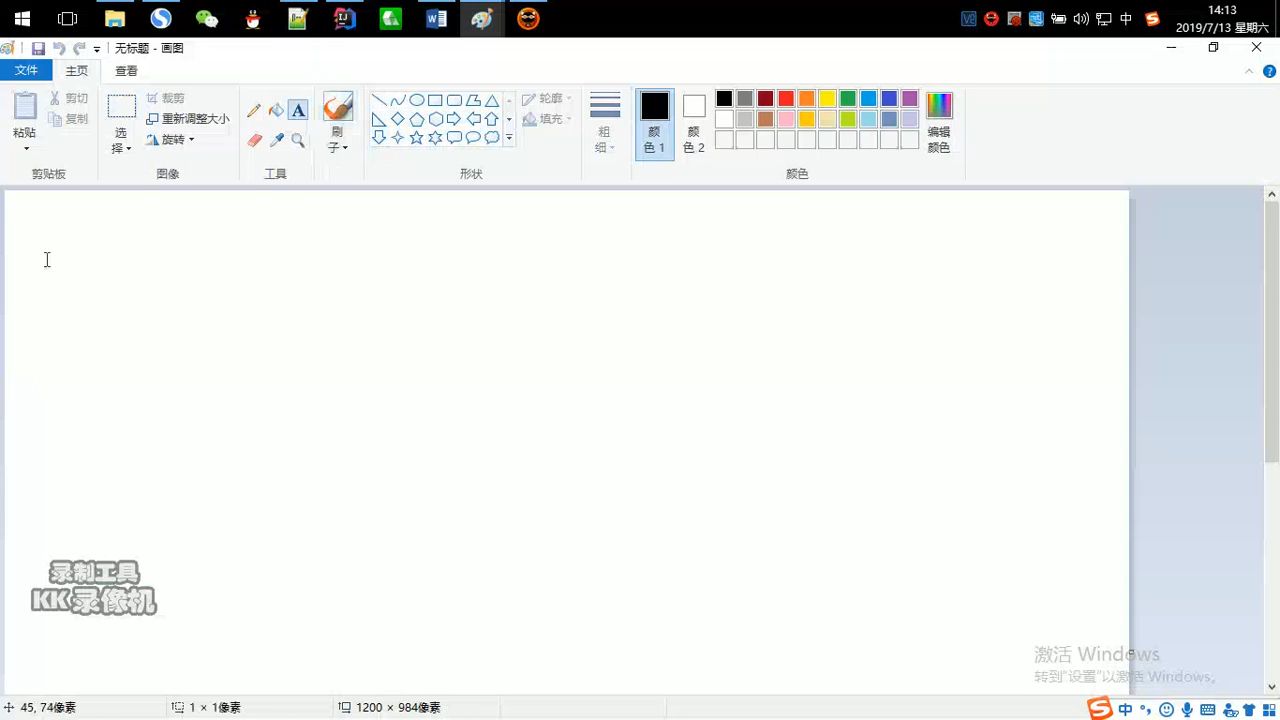 14:13
中
2019/7/13 星期六
无标题 - 画图
文件 主页 查看
粘贴
剪切
复制
剪贴板
选择
裁剪
重新调整大小
旋转
图像
A
工具
刷子
轮廓
填充
形状
粗细
颜色 1
颜色 2
编辑颜色
颜色
录制工具
KK 录像机
激活 Windows
转到"设置"以激活 Windows。
45, 74像素
1 × 1像素
1200 × 984像素
中